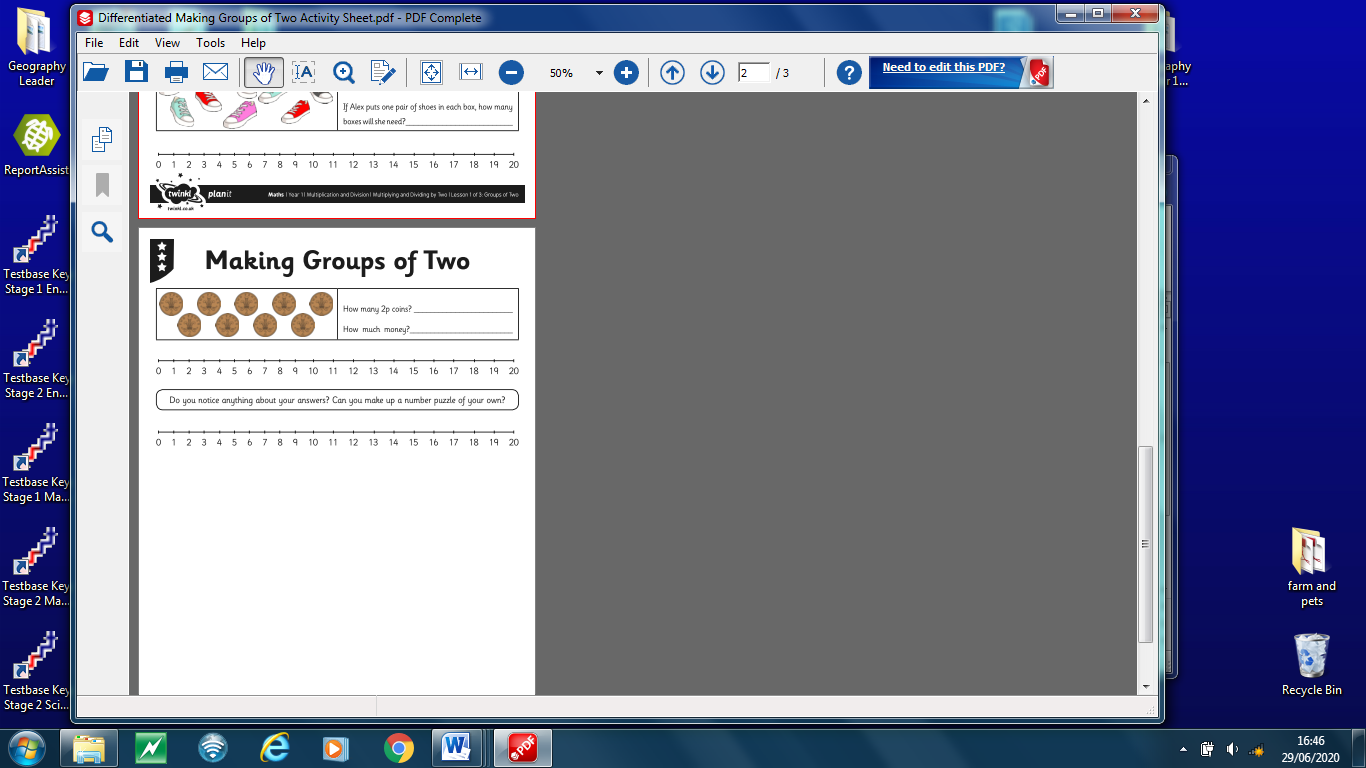 Differentiated Making Groups of Two Activity Sheet.pdf - PDF Complete
File Edit View Tools Help
50% 2 / 3 Need to edit this PDF?
PDF
Geography
Leader
ReportAssist
Testbase Key
Stage 1 En...
Testbase Key
Stage 2 En...
Testbase Key
Stage 1 Ma...
Testbase Key
Stage 2 Ma...
Testbase Key
Stage 2 Sci...
If Alex puts one pair of shoes in each box, how many
boxes will she need?
0 1 2 3 4 5 6 7 8 9 10 11 12 13 14 15 16 17 18 19 20
twinkl planit Maths | Year 1 | Multiplication and Division | Multiplying and Dividing by Two | Lesson 1 of 3: Groups of Two
twinkl.co.uk
Making Groups of Two
How many 2p coins?
How much money?
0 1 2 3 4 5 6 7 8 9 10 11 12 13 14 15 16 17 18 19 20
Do you notice anything about your answers? Can you make up a number puzzle of your own?
0 1 2 3 4 5 6 7 8 9 10 11 12 13 14 15 16 17 18 19 20
farm and
pets
Recycle Bin
PDF
16:46
29/06/2020